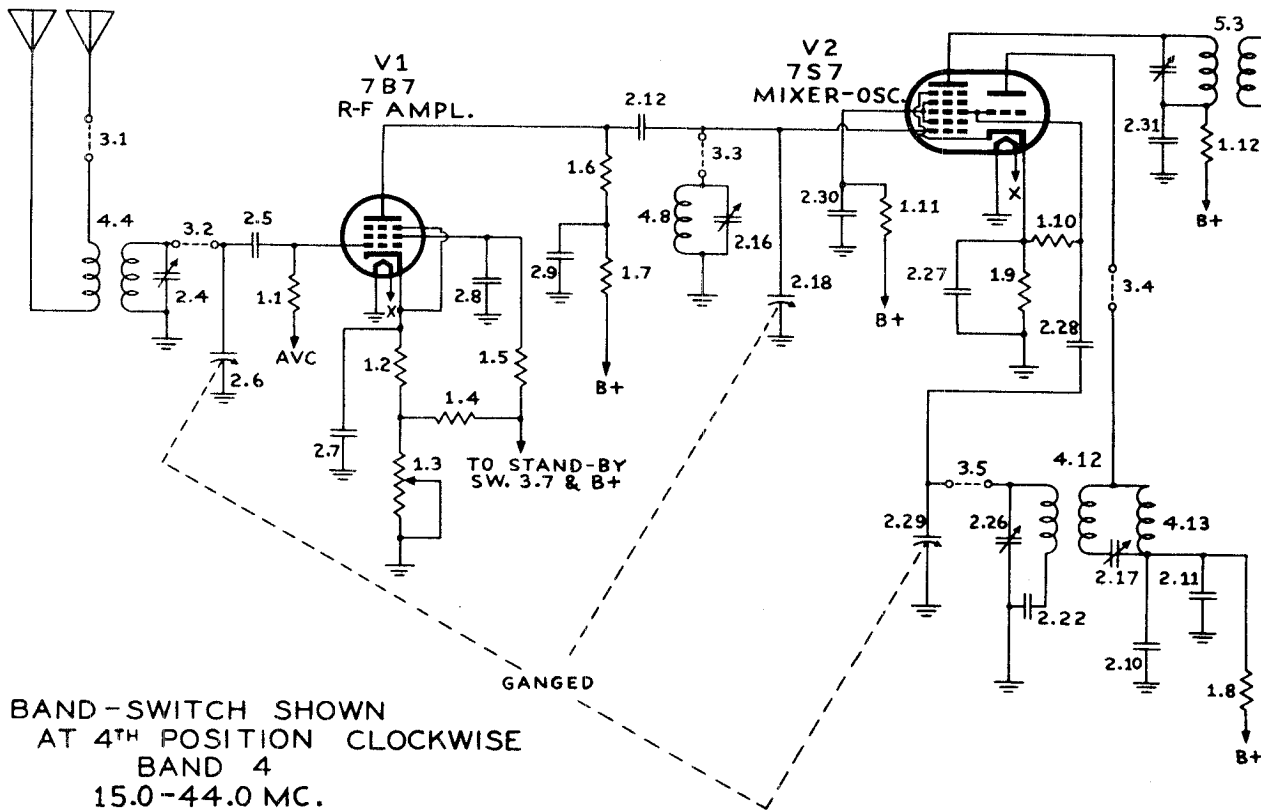 5.3
V1
7B7
R-F AMPL.
V2
7S7
MIXER-OSC.
2.12
3.1
1.6
3.3
2.31
1.12
B+
4.4
3.2
2.5
2.4
1.1
AVC
2.6
X
2.8
2.9
1.7
B+
4.8
2.16
2.18
2.30
1.11
B+
X
1.10
2.27
1.9
2.28
3.4
1.2
1.5
1.4
2.7
1.3
TO STAND-BY
SW. 3.7 & B+
3.5
4.12
2.29
2.26
4.13
2.17
2.11
2.22
2.10
1.8
B+
GANGED
BAND-SWITCH SHOWN
AT 4TH POSITION CLOCKWISE
BAND 4
15.0-44.0 MC.